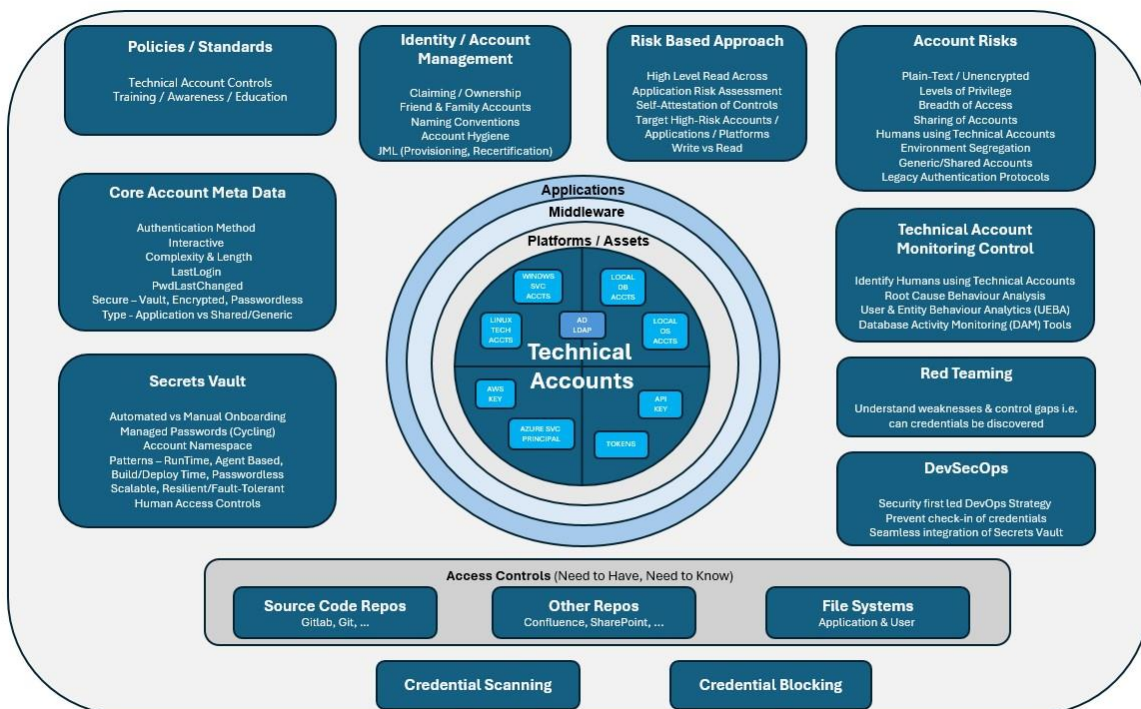 Policies / Standards
Technical Account Controls
Training / Awareness / Education
Identity / Account
Management
Claiming / Ownership
Friend & Family Accounts
Naming Conventions
Account Hygiene
JML (Provisioning, Recertification)
Risk Based Approach
High Level Read Across
Application Risk Assessment
Self-Attestation of Controls
Target High-Risk Accounts /
Applications / Platforms
Write vs Read
Account Risks
Plain-Text / Unencrypted
Levels of Privilege
Breadth of Access
Sharing of Accounts
Humans using Technical Accounts
Environment Segregation
Generic/Shared Accounts
Legacy Authentication Protocols
Core Account Meta Data
Authentication Method
Interactive
Complexity & Length
LastLogin
PwdLastChanged
Secure – Vault, Encrypted, Passwordless
Type - Application vs Shared/Generic
Applications
Middleware
Platforms / Assets
WINDOWS
SVC
ACCTS
LOCAL
DB
ACCTS
LINUX
TECH
ACCTS
AD
LDAP
LOCAL
OS
ACCTS
Technical
Accounts
AWS
KEY
API
KEY
AZURE SVC
PRINCIPAL
TOKENS
Technical Account
Monitoring Control
Identify Humans using Technical Accounts
Root Cause Behaviour Analysis
User & Entity Behaviour Analytics (UEBA)
Database Activity Monitoring (DAM) Tools
Secrets Vault
Automated vs Manual Onboarding
Managed Passwords (Cycling)
Account Namespace
Patterns – RunTime, Agent Based,
Build/Deploy Time, Passwordless
Scalable, Resilient/Fault-Tolerant
Human Access Controls
Red Teaming
Understand weaknesses & control gaps i.e.
can credentials be discovered
DevSecOps
Security first led DevOps Strategy
Prevent check-in of credentials
Seamless integration of Secrets Vault
Access Controls (Need to Have, Need to Know)
Source Code Repos
Gitlab, Git, ...
Other Repos
Confluence, SharePoint, ...
File Systems
Application & User
Credential Scanning
Credential Blocking